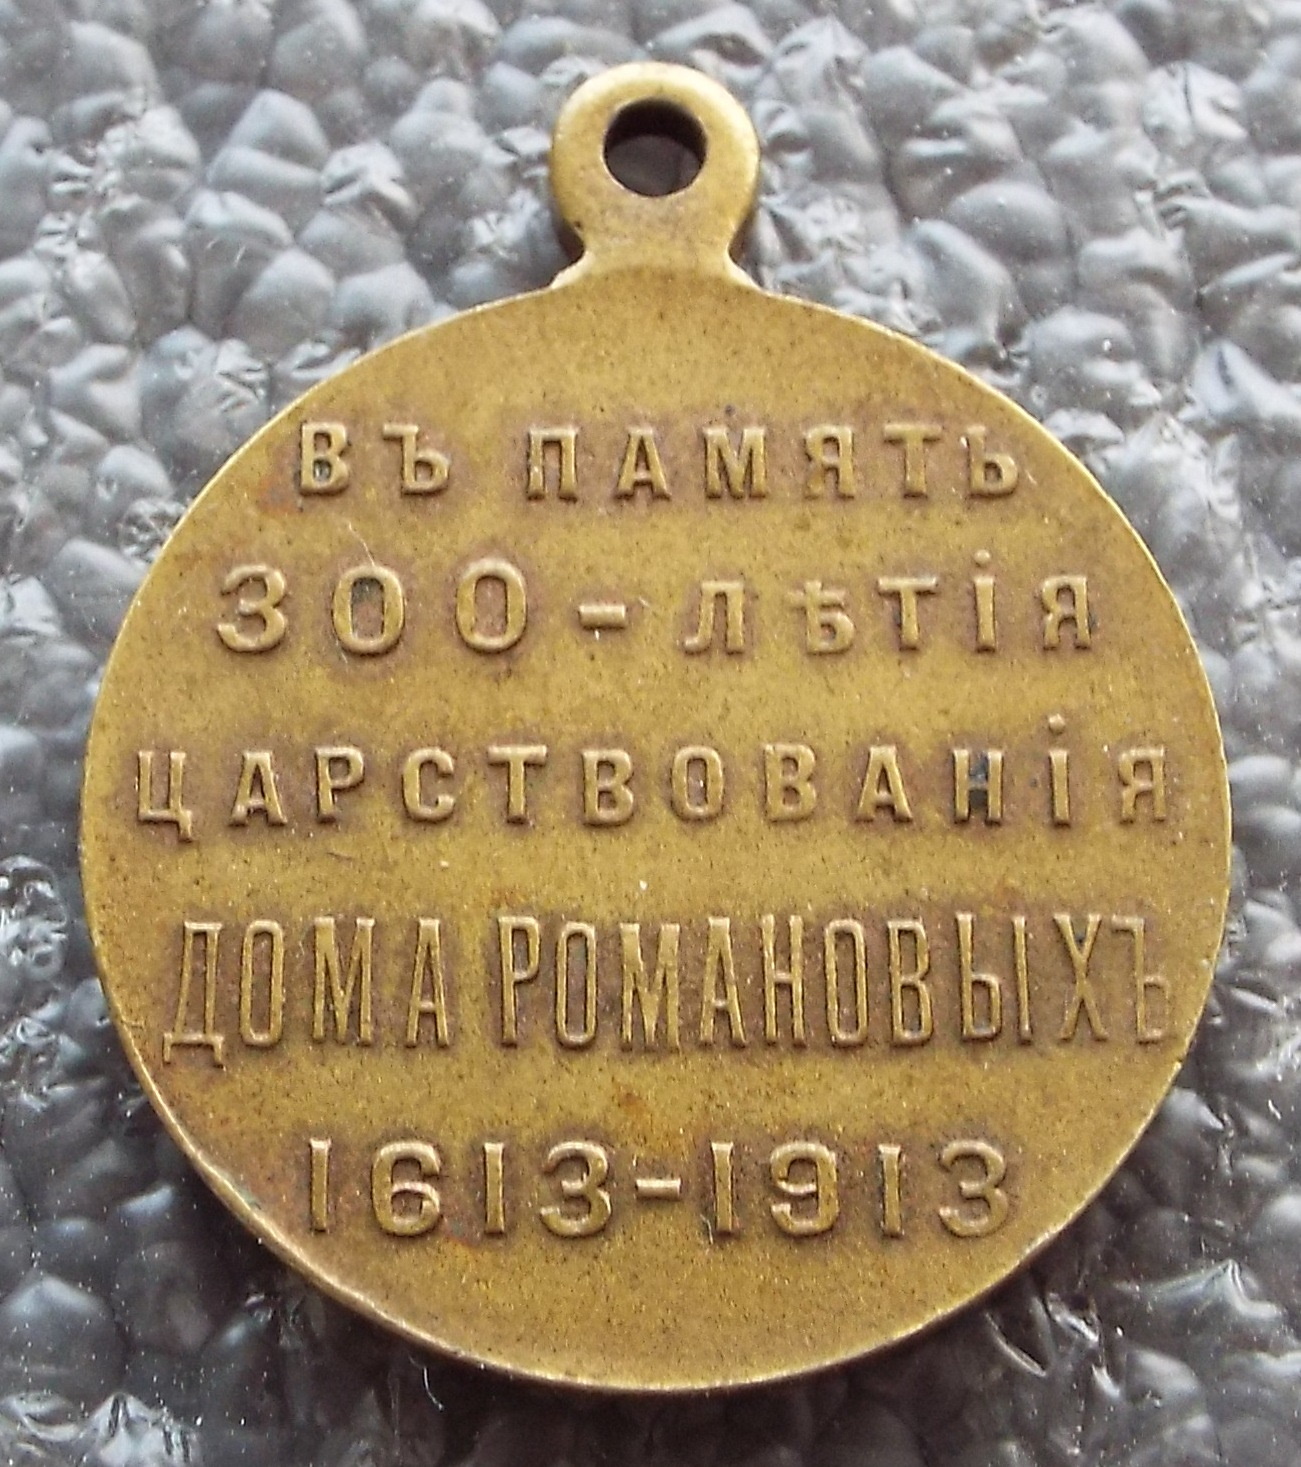 ВЪ ПАМЯТЬ
300-ЛѢТІЯ
ЦАРСТВОВАНІЯ
ДОМА РОМАНОВЫХЪ
1613-1913